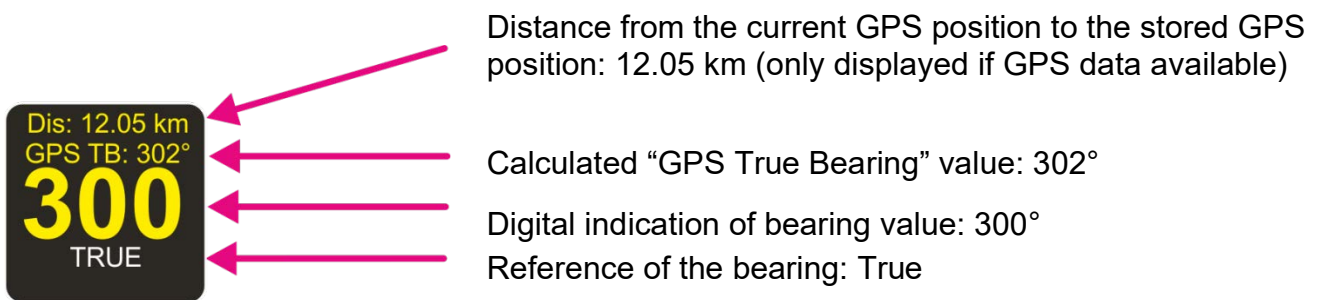 Distance from the current GPS position to the stored GPS
position: 12.05 km (only displayed if GPS data available)
Dis: 12.05 km
GPS TB: 302°
300
TRUE
Calculated “GPS True Bearing” value: 302°
Digital indication of bearing value: 300°
Reference of the bearing: True